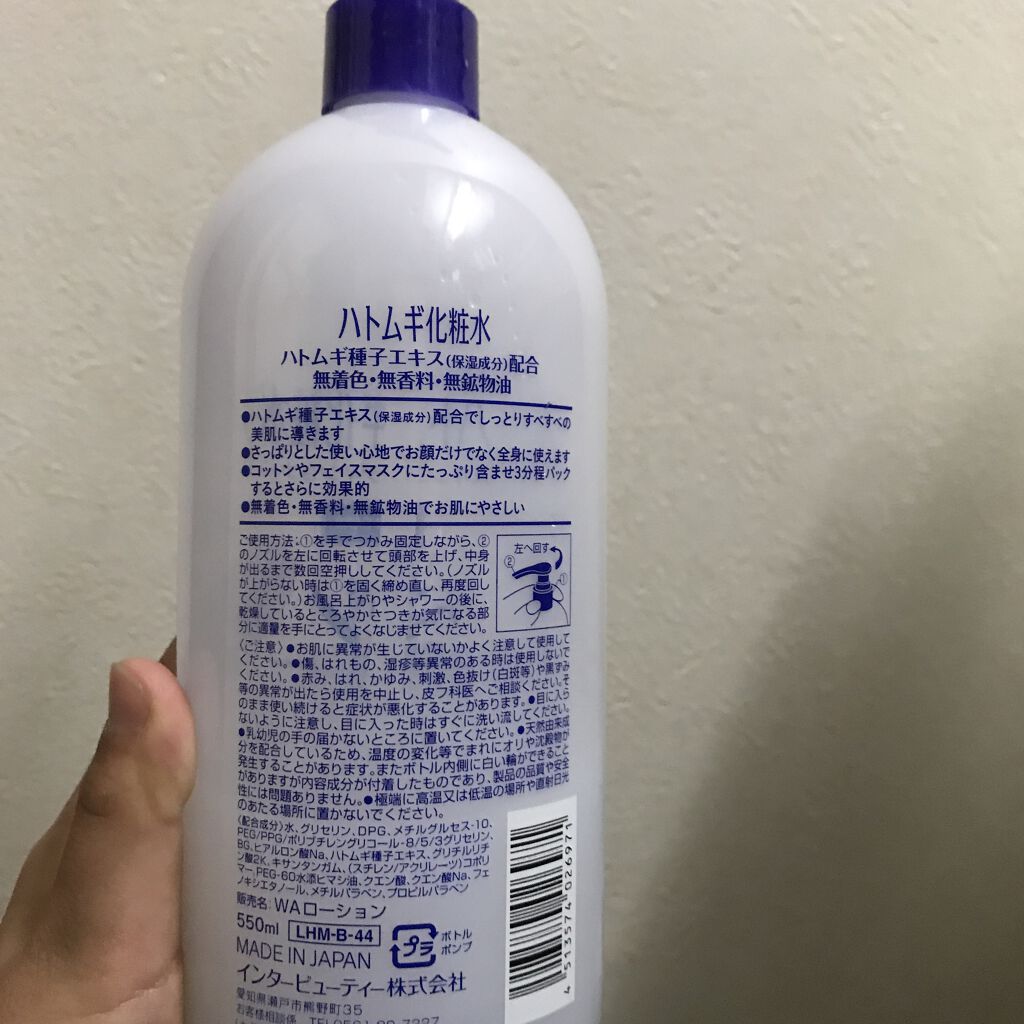 ハトムギ化粧水
ハトムギ種子エキス(保湿成分)配合
無着色・無香料・無鉱物油
●ハトムギ種子エキス(保湿成分)配合でしっとりすべすべの
美肌に導きます
●さっぱりとした使い心地でお顔だけでなく全身に使えます
●コットンやフェイスマスクにたっぷり含ませ3分程パック
するとさらに効果的
●無着色・無香料・無鉱物油でお肌にやさしい
ご使用方法:①を手でつかみ固定しながら、②
のノズルを左に回転させて頭部を上げ、中身
が出るまで数回空押ししてください。(ノズル
が上がらない時は①を固く締め直し、再度回し
てください。)お風呂上がりやシャワーの後に、
乾燥しているところやかさつきが気になる部
分に適量を手にとってよくなじませてください。
左へ回す
②
①
〈ご注意〉●お肌に異常が生じていないかよく注意して使用して
ください。●傷、はれもの、湿疹等異常のある時は使用しないで
ください。●赤み、はれ、かゆみ、刺激、色抜け(白斑等)や黒ずみ
等の異常が出たら使用を中止し、皮フ科医へご相談ください。そ
のまま使い続けると症状が悪化することがあります。●目に入ら
ないように注意し、目に入った時はすぐに洗い流してください。
●乳幼児の手の届かないところに置いてください。●天然由来成
分を配合しているため、温度の変化等でまれにオリや沈殿物が
発生することがあります。またボトル内側に白い輪ができること
がありますが内容成分が付着したものであり、製品の品質や安全
性には問題ありません。●極端に高温又は低温の場所や直射日光
のあたる場所に置かないでください。
〈配合成分〉水、グリセリン、DPG、メチルグルセス-10、
PEG/PPG/ポリブチレングリコール-8/5/3グリセリン、
BG、ヒアルロン酸Na、ハトムギ種子エキス、グリチルリチ
ン酸2K、キサンタンガム、(スチレン/アクリレーツ)コポリ
マー、PEG-60水添ヒマシ油、クエン酸、クエン酸Na、フェ
ノキシエタノール、メチルパラベン、プロピルパラベン
販売名:WAローション
550ml LHM-B-44
プラ
ボトル
ポンプ
MADE IN JAPAN
インタービューティー株式会社
愛知県瀬戸市熊野町35
お客様相談係
4 513574 026971